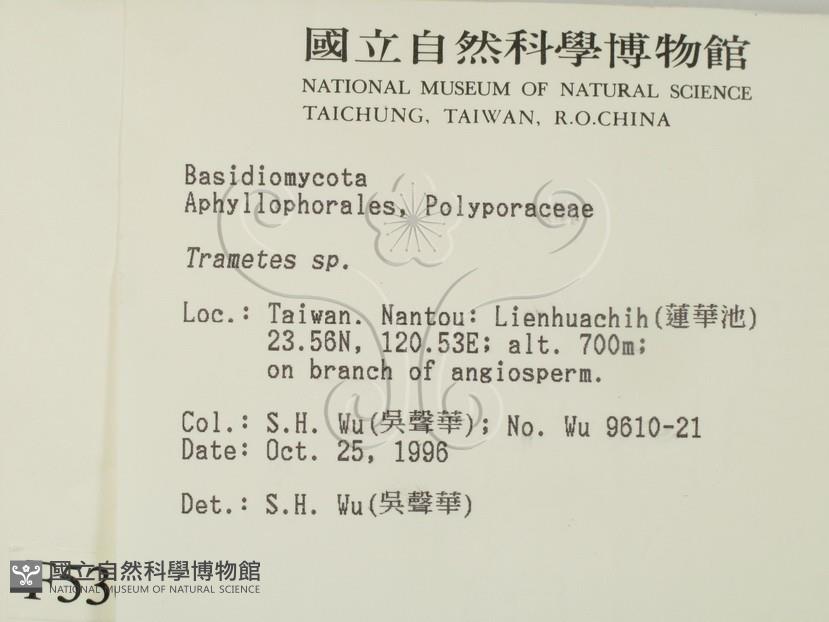 國立自然科學博物館
NATIONAL MUSEUM OF NATURAL SCIENCE
TAICHUNG, TAIWAN, R.O.CHINA
Basidiomycota
Aphyllophorales, Polyporaceae
Trametes sp.
Loc.: Taiwan. Nantou: Lienhuachih(蓮華池)
23.56N, 120.53E; alt. 700m;
on branch of angiosperm.
Col.: S.H. Wu(吳聲華); No. Wu 9610-21
Date: Oct. 25, 1996
Det.: S.H. Wu(吳聲華)
國立自然科學博物館
NATIONAL MUSEUM OF NATURAL SCIENCE